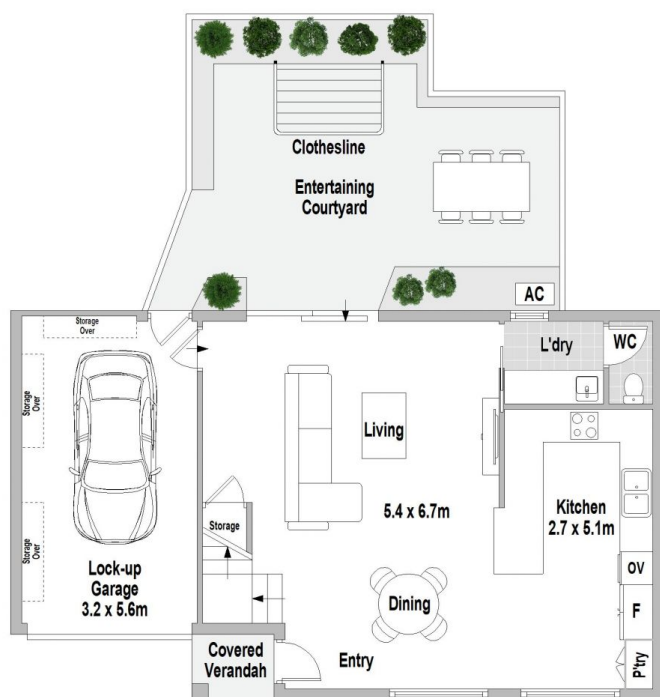 Clothesline
Entertaining
Courtyard
AC
Storage
Over
L'dry
WC
Storage
Over
Living
5.4 x 6.7m
Kitchen
2.7 x 5.1m
Storage
Storage
Over
OV
Lock-up
Garage
3.2 x 5.6m
Dining
F
Covered
Verandah
Entry
P'try